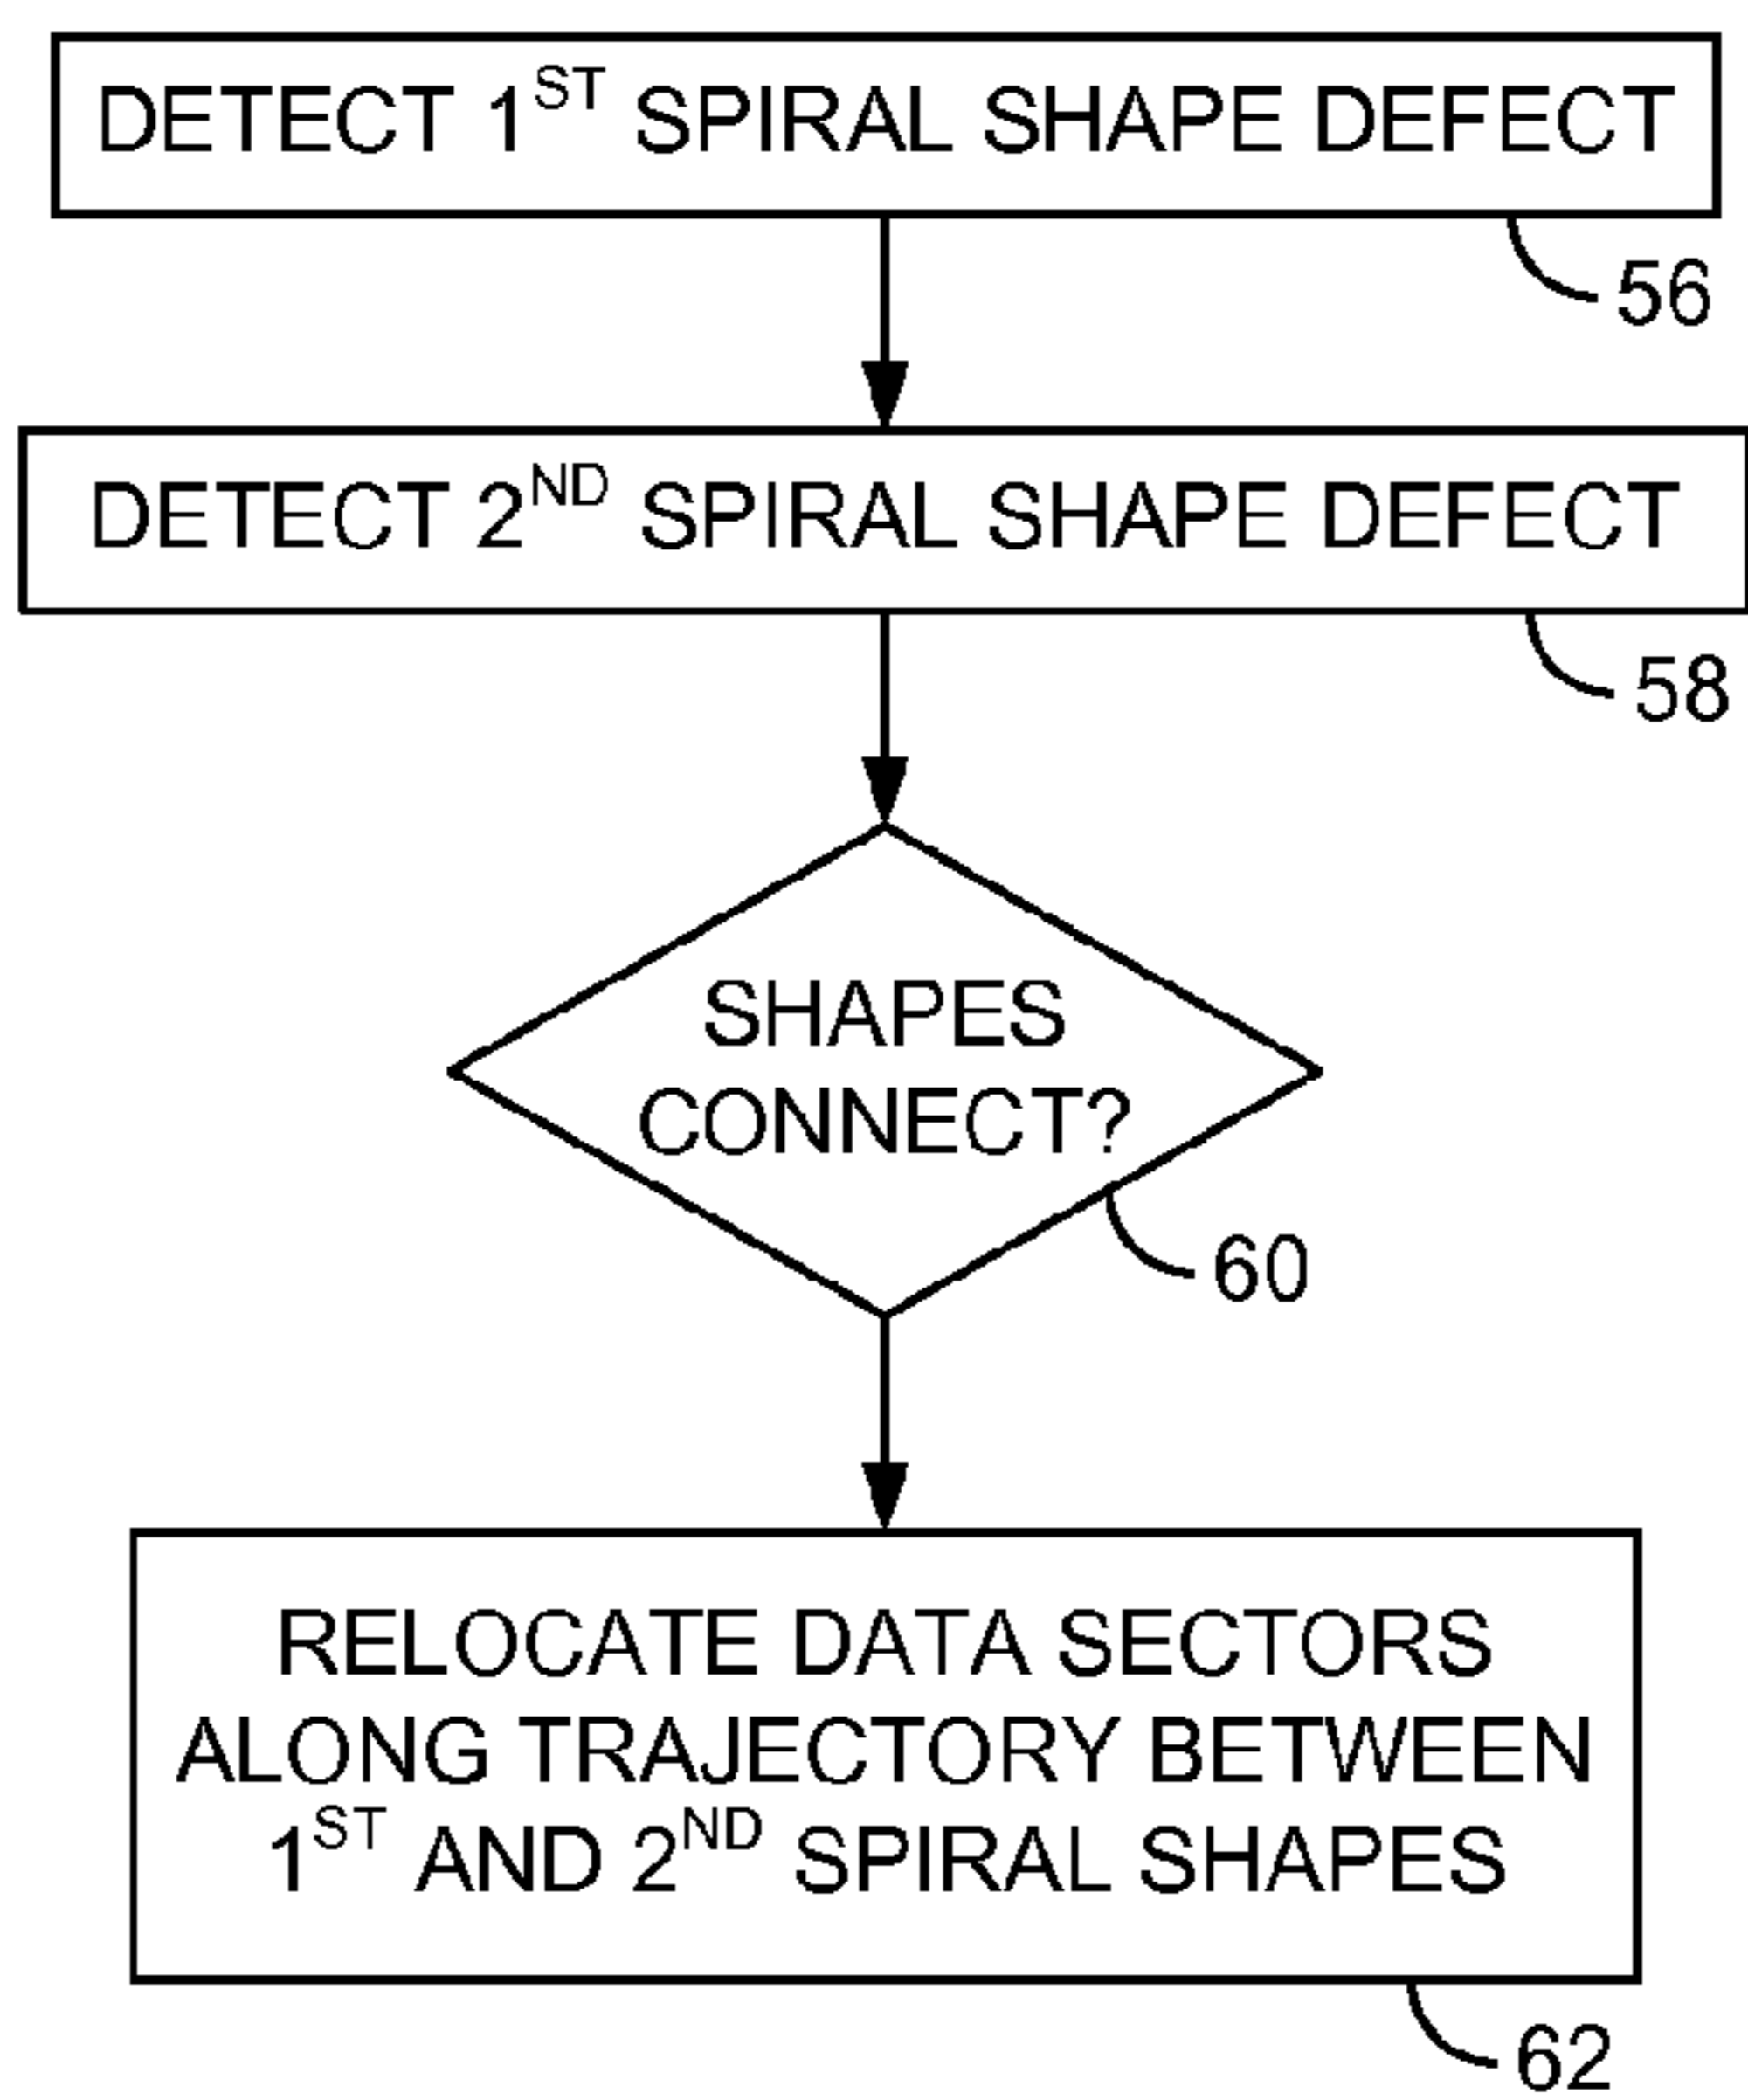 DETECT 1ST SPIRAL SHAPE DEFECT
56
DETECT 2ND SPIRAL SHAPE DEFECT
58
SHAPES
CONNECT?
60
RELOCATE DATA SECTORS
ALONG TRAJECTORY BETWEEN
1ST AND 2ND SPIRAL SHAPES
62